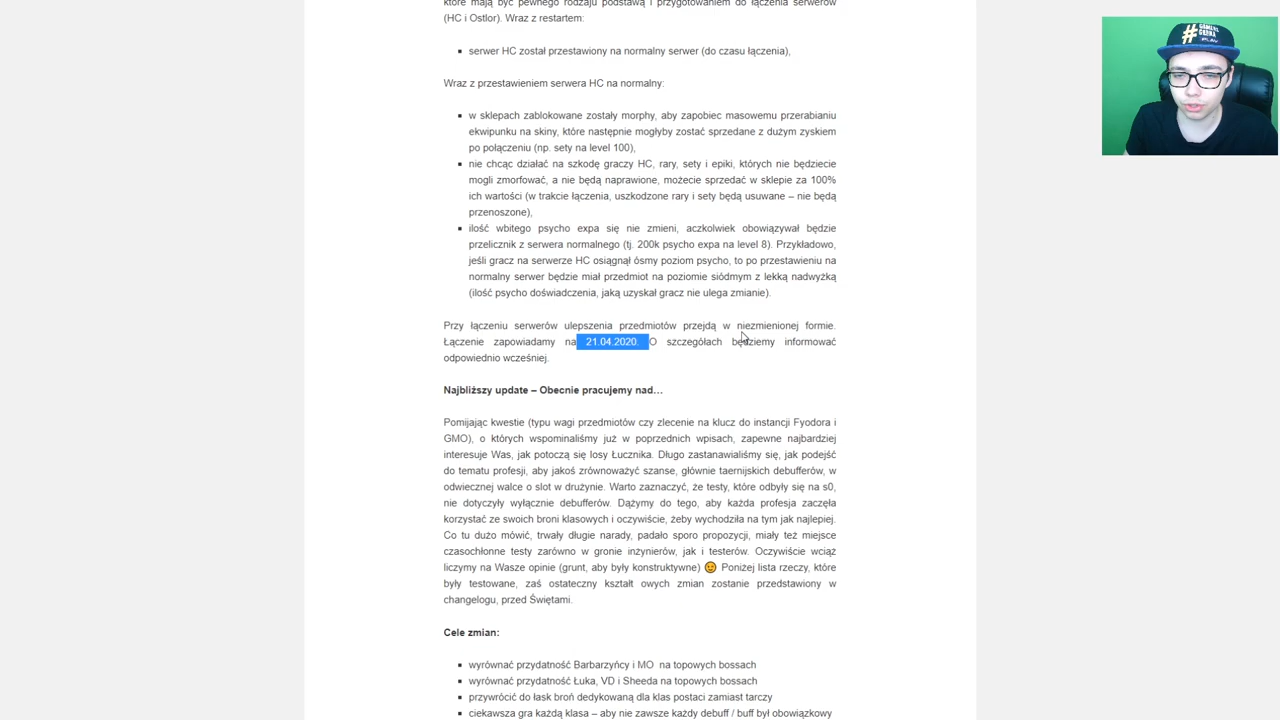 które mają być pewnego rodzaju podstawą i przygotowaniem do łączenia serwerów
(HC i Ostlor). Wraz z restartem:
serwer HC został przestawiony na normalny serwer (do czasu łączenia),
Wraz z przestawieniem serwera HC na normalny:
w sklepach zablokowane zostały morphy, aby zapobiec masowemu przerabianiu
ekwipunku na skiny, które następnie mogłyby zostać sprzedane z dużym zyskiem
po połączeniu (np. sety na level 100),
nie chcąc działać na szkodę graczy HC, rary, sety i epiki, których nie będziecie
mogli zmorfować, a nie będą naprawione, możecie sprzedać w sklepie za 100%
ich wartości (w trakcie łączenia, uszkodzone rary i sety będą usuwane – nie będą
przenoszone),
ilość wbitego psycho expa się nie zmieni, aczkolwiek obowiązywał będzie
przelicznik z serwera normalnego (tj. 200k psycho expa na level 8). Przykładowo,
jeśli gracz na serwerze HC osiągnął ósmy poziom psycho, to po przestawieniu na
normalny serwer będzie miał przedmiot na poziomie siódmym z lekką nadwyżką
(ilość psycho doświadczenia, jaką uzyskał gracz nie ulega zmianie).
Przy łączeniu serwerów ulepszenia przedmiotów przejdą w niezmienionej formie.
Łączenie zapowiadamy na 21.04.2020. O szczegółach będziemy informować
odpowiednio wcześniej.
Najbliższy update – Obecnie pracujemy nad…
Pomijając kwestie (typu wagi przedmiotów czy zlecenie na klucz do instancji Fyodora i
GMO), o których wspominaliśmy już w poprzednich wpisach, zapewne najbardziej
interesuje Was, jak potoczą się losy Łucznika. Długo zastanawialiśmy się, jak podejść
do tematu profesji, aby jakoś zrównoważyć szanse, głównie taernijskich debufferów, w
odwiecznej walce o slot w drużynie. Warto zaznaczyć, że testy, które odbyły się na s0,
nie dotyczyły wyłącznie debufferów. Dążymy do tego, aby każda profesja zaczęła
korzystać ze swoich broni klasowych i oczywiście, żeby wychodziła na tym jak najlepiej.
Co tu dużo mówić, trwały długie narady, padało sporo propozycji, miały też miejsce
czasochłonne testy zarówno w gronie inżynierów, jak i testerów. Oczywiście wciąż
liczymy na Wasze opinie (grunt, aby były konstruktywne) 😉 Poniżej lista rzeczy, które
były testowane, zaś ostateczny kształt owych zmian zostanie przedstawiony w
changelogu, przed Świętami.
Cele zmian:
wyrównać przydatność Barbarzyńcy i MO na topowych bossach
wyrównać przydatność Łuka, VD i Sheeda na topowych bossach
przywrócić do łask broń dedykowaną dla klas postaci zamiast tarczy
ciekawsza gra każdą klasa – aby nie zawsze każdy debuff / buff był obowiązkowy